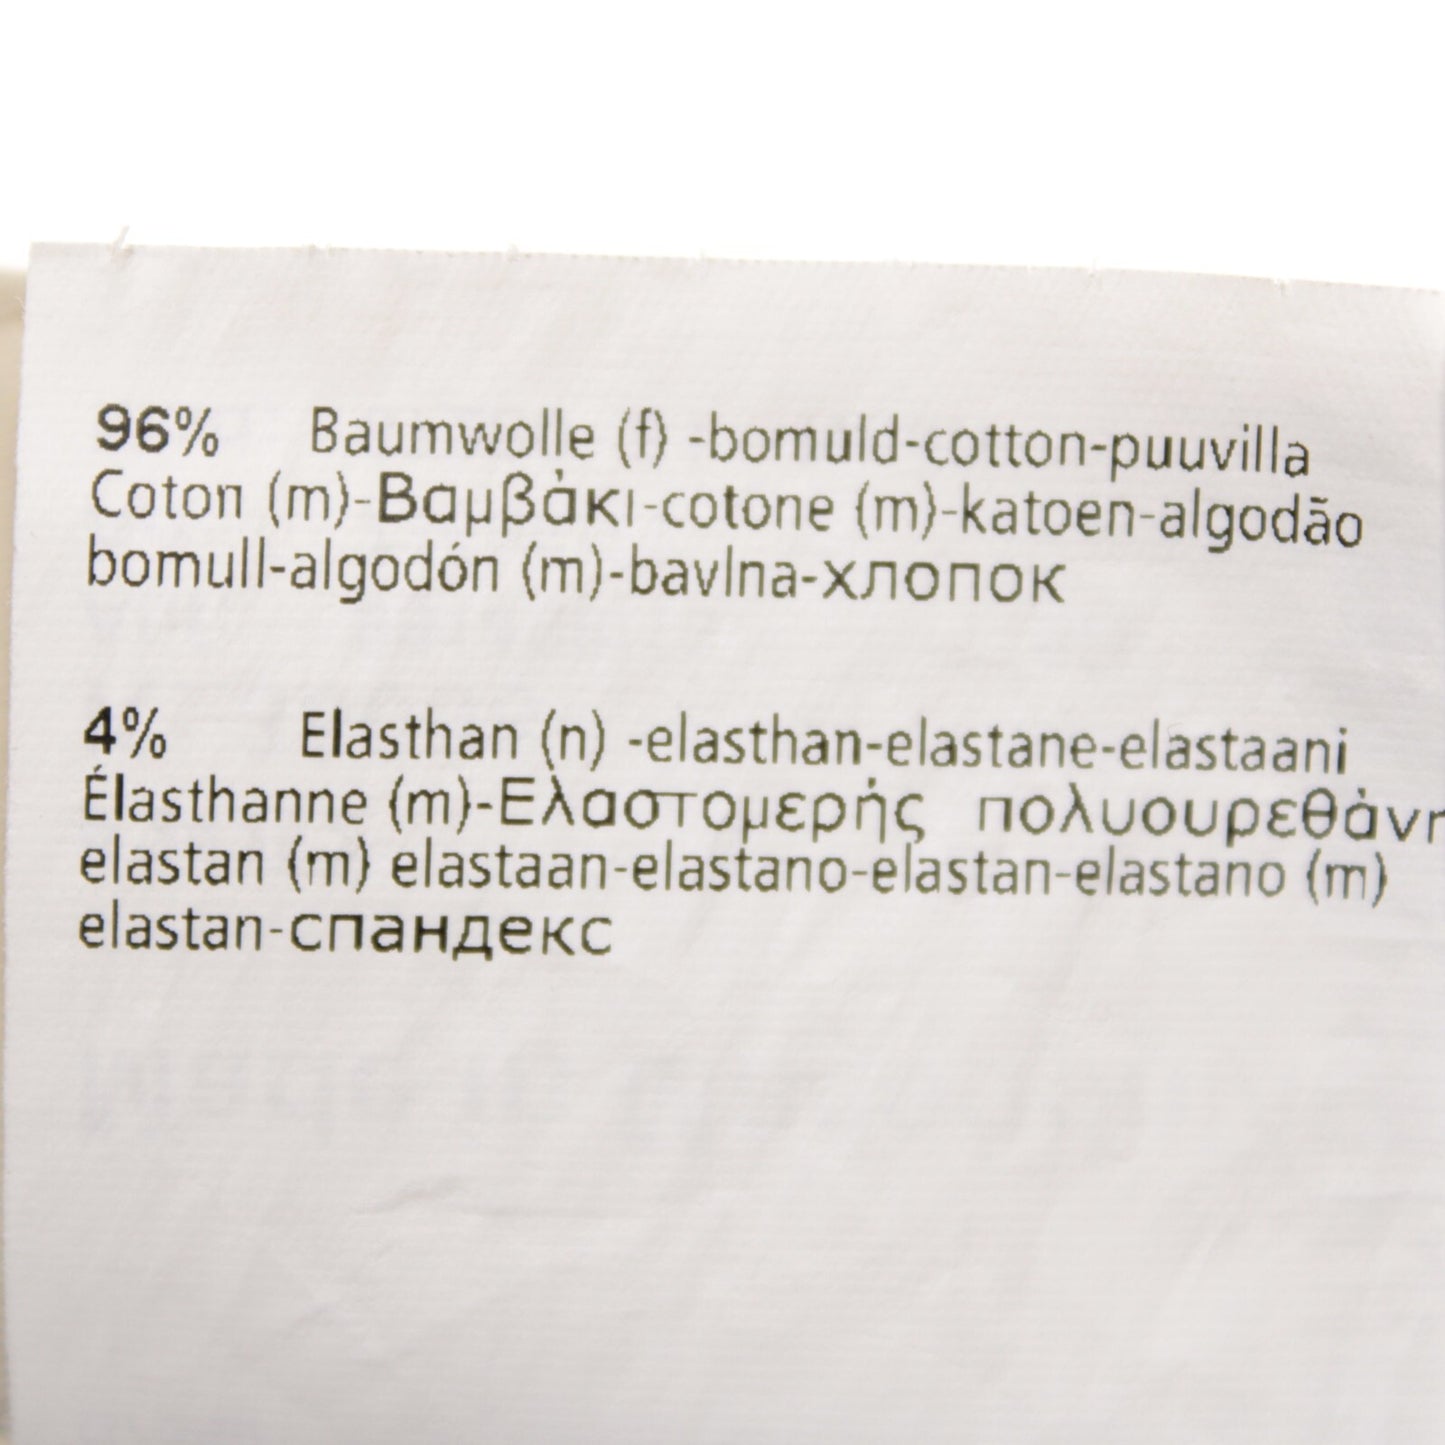 96% Baumwolle (f) -bomuld-cotton-puuvilla
Coton (m)-Βαμβάκι-cotone (m)-katoen-algodão
bomull-algodón (m)-bavlna-хлопок
4% Elasthan (n) -elasthan-elastane-elastaani
Élasthanne (m)-Ελαστομερής πολυουρεθάνη
elastan (m) elastaan-elastano-elastan-elastano (m)
elastan-спандекс